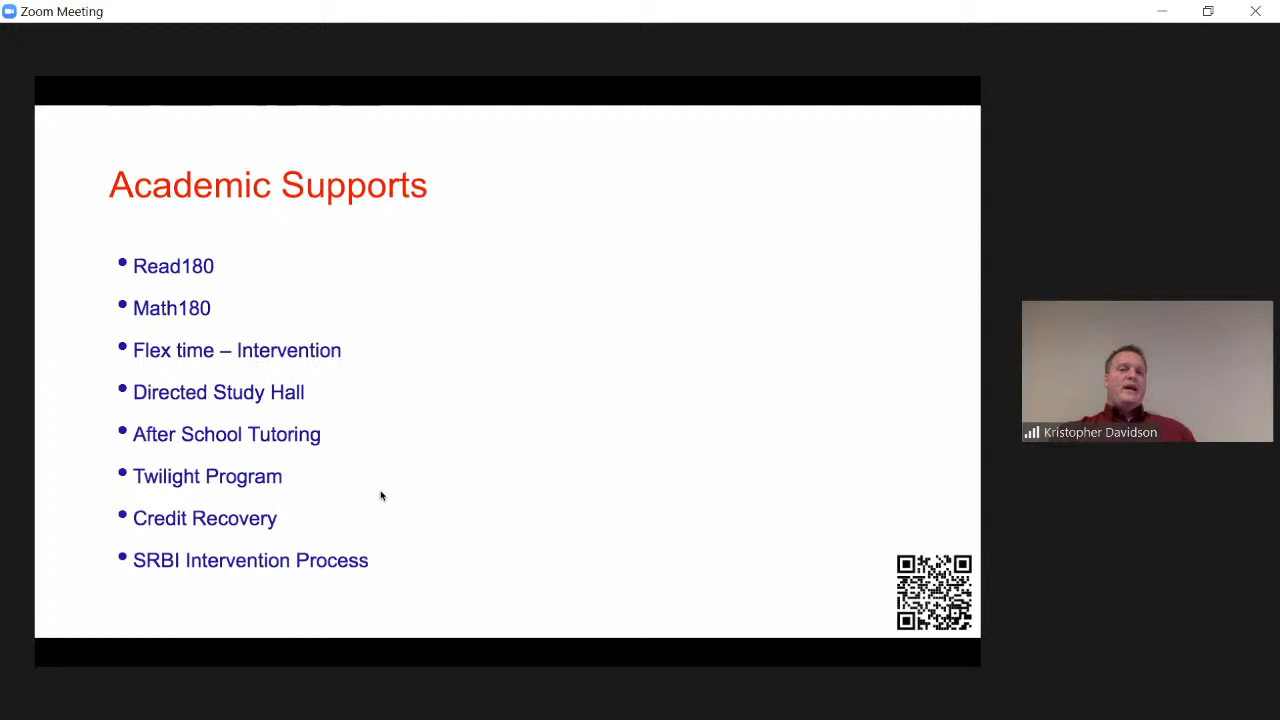 Zoom Meeting
Academic Supports
• Read180
• Math180
• Flex time – Intervention
• Directed Study Hall
• After School Tutoring
• Twilight Program
• Credit Recovery
• SRBI Intervention Process
Kristopher Davidson